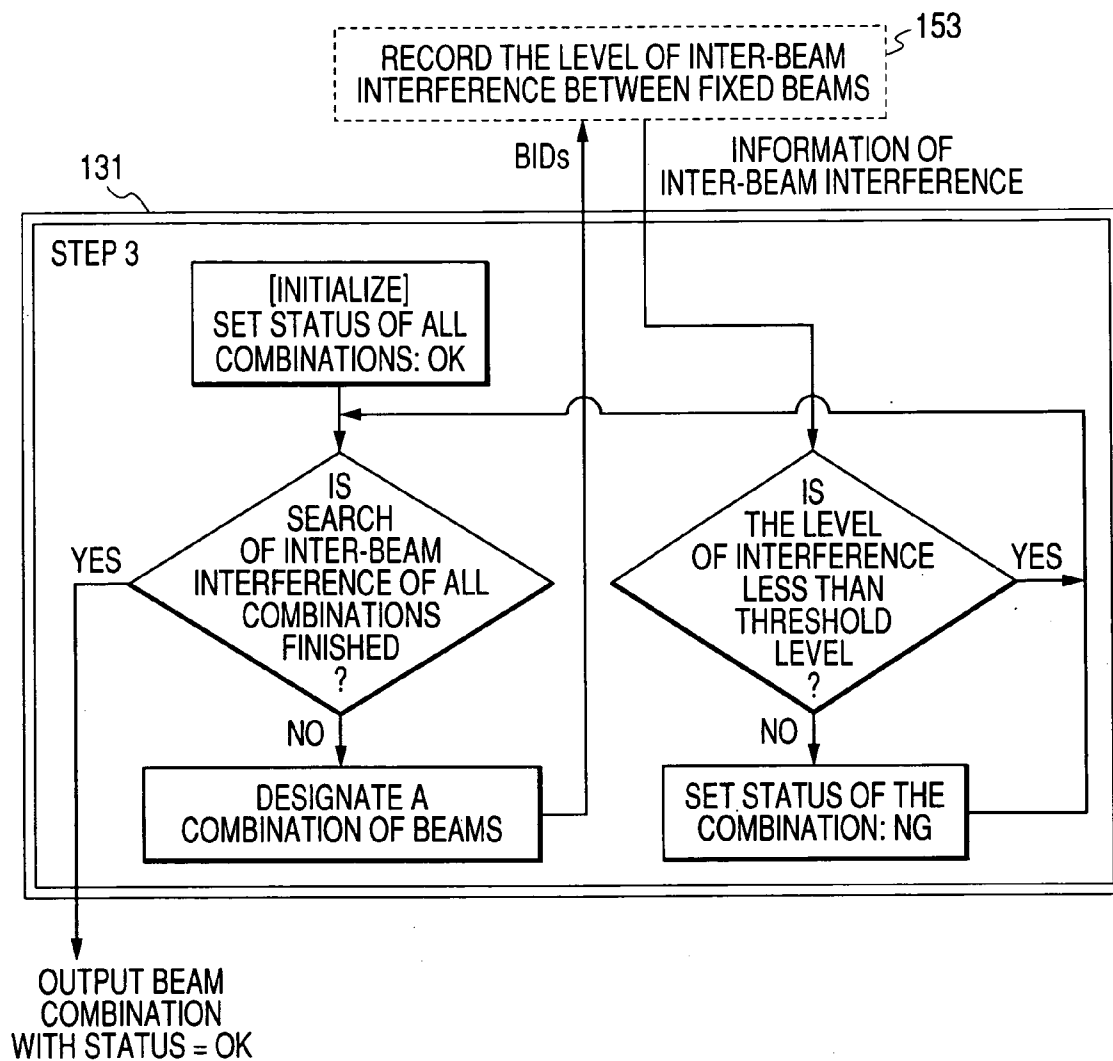 153
RECORD THE LEVEL OF INTER-BEAM
INTERFERENCE BETWEEN FIXED BEAMS
BIDs
INFORMATION OF
INTER-BEAM INTERFERENCE
131
STEP 3
[INITIALIZE]
SET STATUS OF ALL
COMBINATIONS: OK
IS
SEARCH
OF INTER-BEAM
INTERFERENCE OF ALL
COMBINATIONS
FINISHED
?
YES
NO
DESIGNATE A
COMBINATION OF BEAMS
IS
THE LEVEL
OF INTERFERENCE
LESS THAN
THRESHOLD
LEVEL
?
YES
NO
SET STATUS OF THE
COMBINATION: NG
OUTPUT BEAM
COMBINATION
WITH STATUS = OK